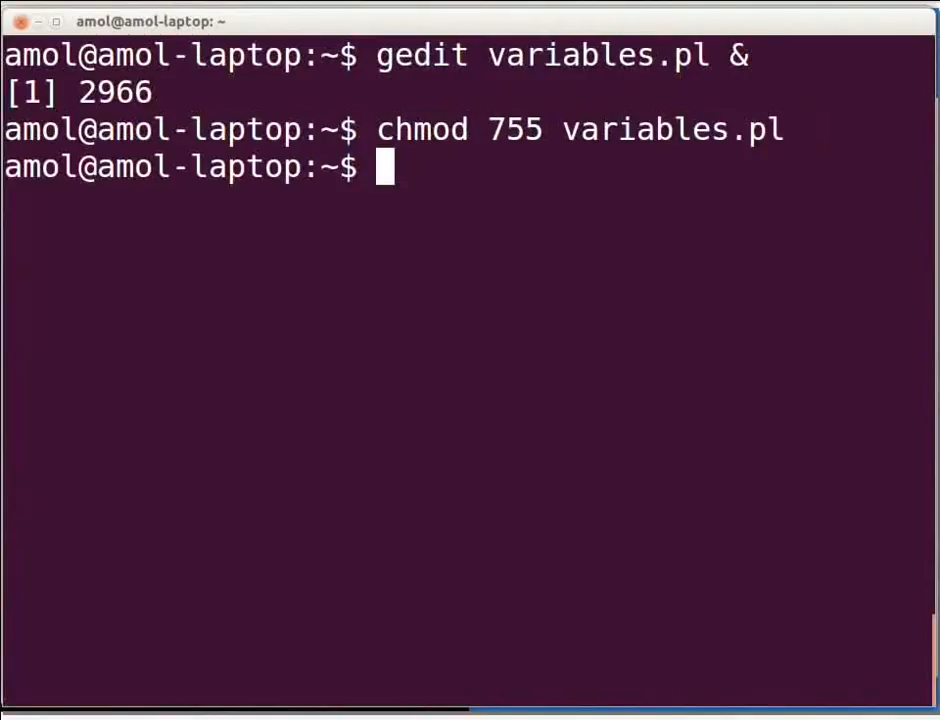 amol@amol-laptop: ~
amol@amol-laptop:~$ gedit variables.pl &
[1] 2966
amol@amol-laptop:~$ chmod 755 variables.pl
amol@amol-laptop:~$